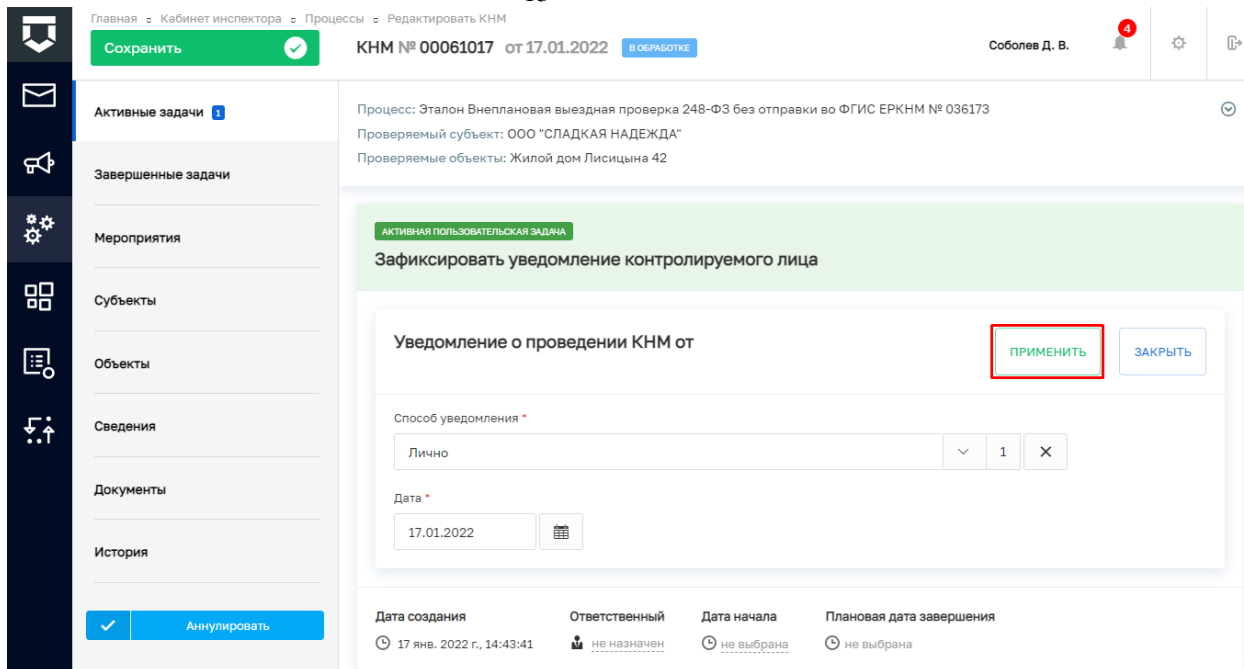 Главная Кабинет инспектора Процессы Редактировать КНМ
Сохранить
КНМ № 00061017 от 17.01.2022 В ОБРАБОТКЕ
Соболев Д. В.
4
Активные задачи 1
Завершенные задачи
Мероприятия
Субъекты
Объекты
Сведения
Документы
История
Аннулировать
Процесс: Эталон Внеплановая выездная проверка 248-ФЗ без отправки во ФГИС ЕРКНМ № 036173
Проверяемый субъект: ООО "СЛАДКАЯ НАДЕЖДА"
Проверяемые объекты: Жилой дом Лисицына 42
АКТИВНАЯ ПОЛЬЗОВАТЕЛЬСКАЯ ЗАДАЧА
Зафиксировать уведомление контролируемого лица
Уведомление о проведении КНМ от
ПРИМЕНИТЬ
ЗАКРЫТЬ
Способ уведомления *
Лично 1
Дата *
17.01.2022
Дата создания Ответственный Дата начала Плановая дата завершения
17 янв. 2022 г., 14:43:41 не назначен не выбрана не выбрана